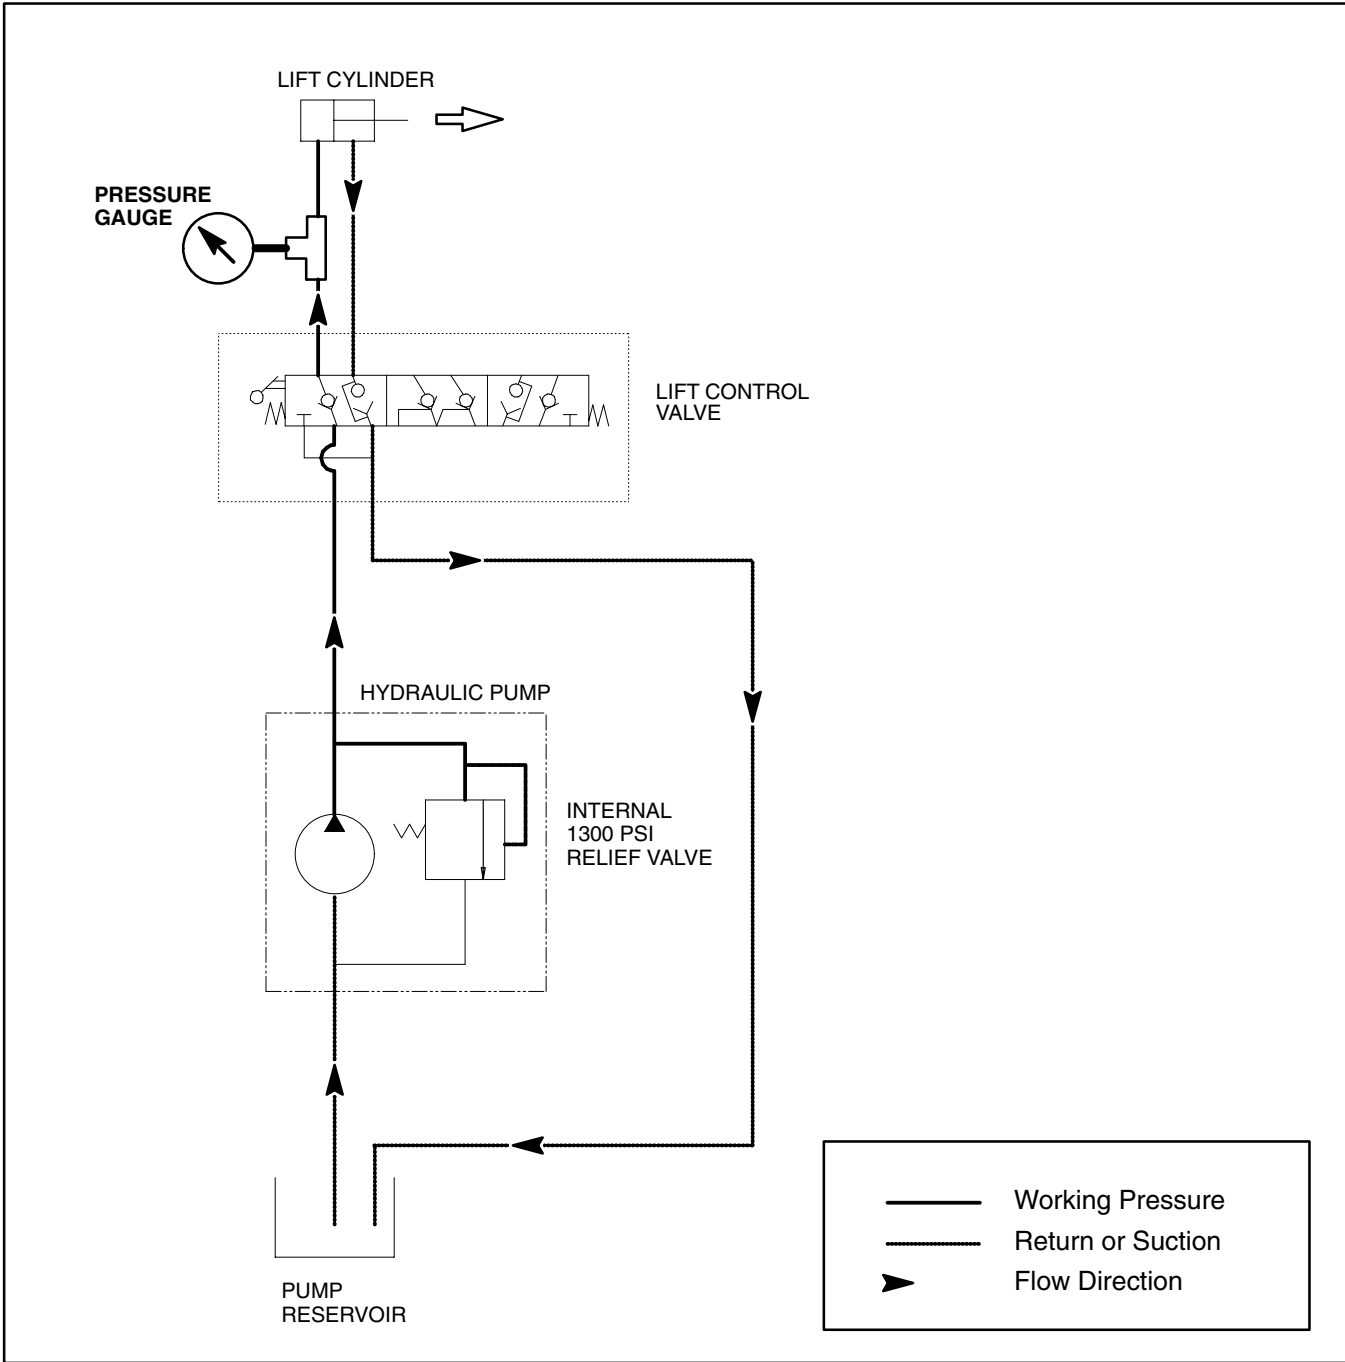 LIFT CYLINDER
PRESSURE
GAUGE
LIFT CONTROL
VALVE
HYDRAULIC PUMP
INTERNAL
1300 PSI
RELIEF VALVE
PUMP
RESERVOIR
Working Pressure
Return or Suction
Flow Direction